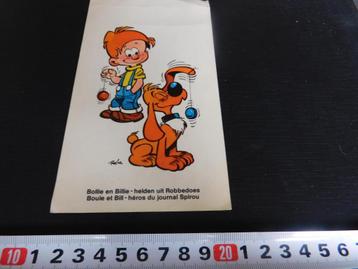 Roba
Bollie en Billie - helden uit Robbedoes
Boule et Bill - héros du journal Spirou
10 1 2 3 4 5 6 7 8 9 20 1 2 3 4 5 6